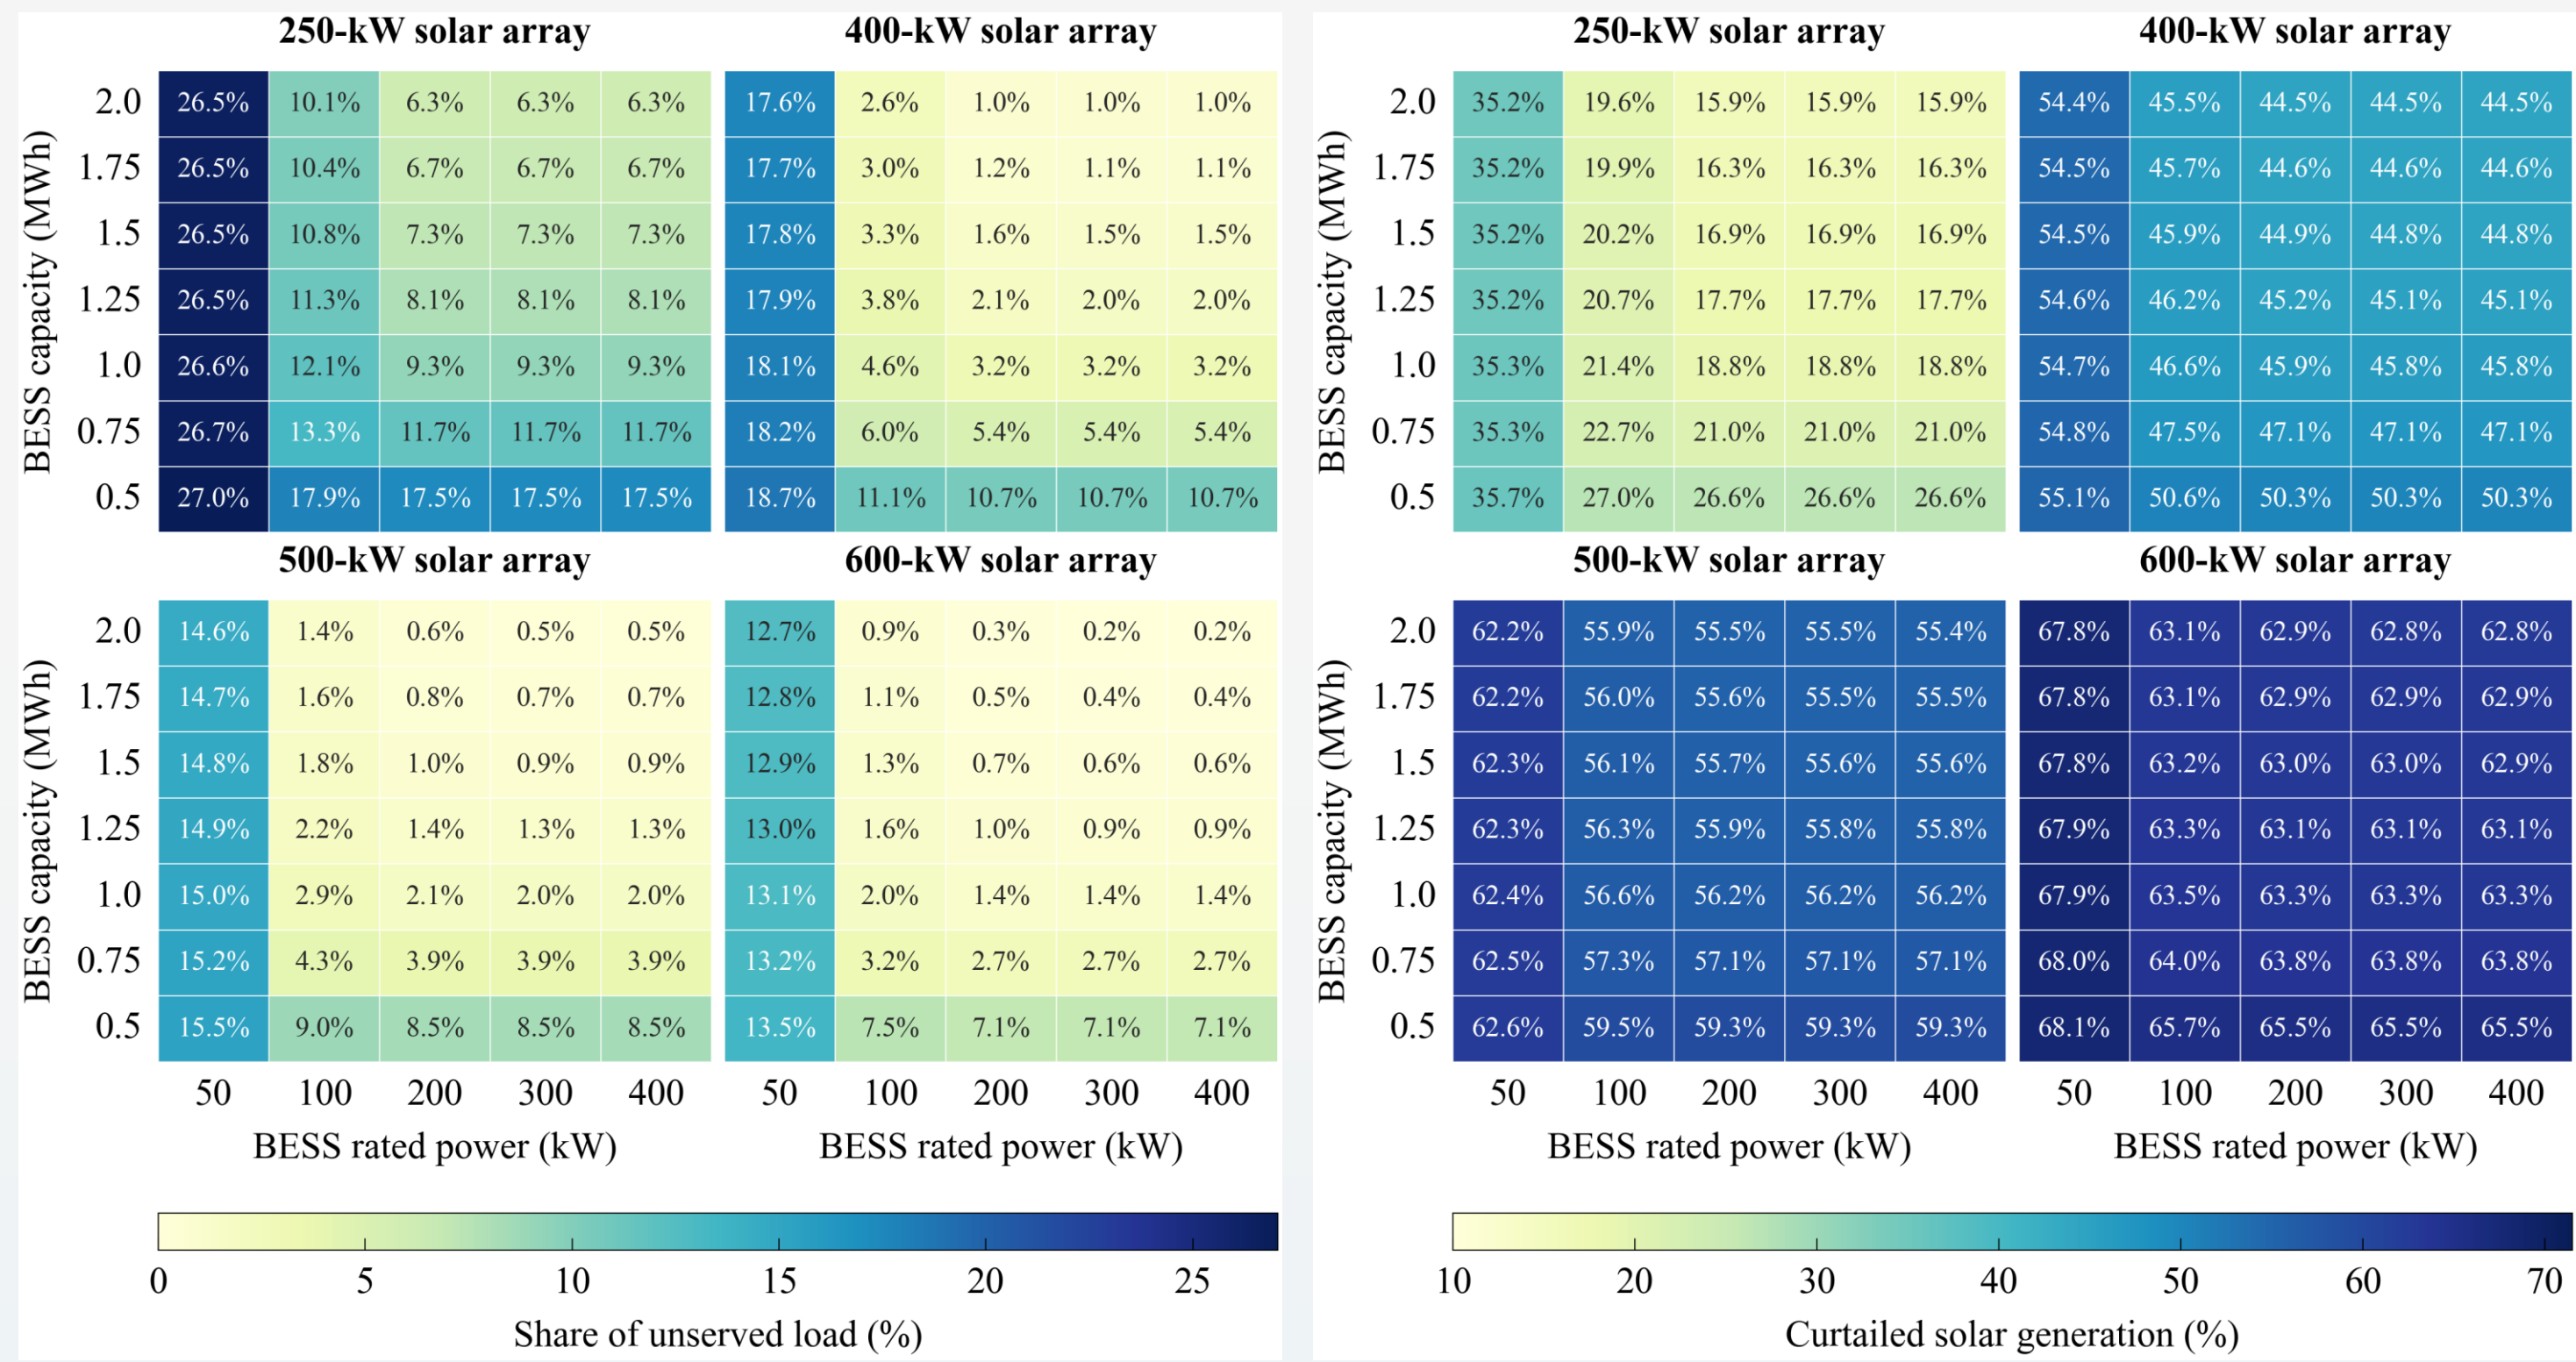 250-kW solar array 400-kW solar array
BESS capacity (MWh)
2.0 26.5% 10.1% 6.3% 6.3% 6.3% 17.6% 2.6% 1.0% 1.0% 1.0%
1.75 26.5% 10.4% 6.7% 6.7% 6.7% 17.7% 3.0% 1.2% 1.1% 1.1%
1.5 26.5% 10.8% 7.3% 7.3% 7.3% 17.8% 3.3% 1.6% 1.5% 1.5%
1.25 26.5% 11.3% 8.1% 8.1% 8.1% 17.9% 3.8% 2.1% 2.0% 2.0%
1.0 26.6% 12.1% 9.3% 9.3% 9.3% 18.1% 4.6% 3.2% 3.2% 3.2%
0.75 26.7% 13.3% 11.7% 11.7% 11.7% 18.2% 6.0% 5.4% 5.4% 5.4%
0.5 27.0% 17.9% 17.5% 17.5% 17.5% 18.7% 11.1% 10.7% 10.7% 10.7%
500-kW solar array 600-kW solar array
BESS capacity (MWh)
2.0 14.6% 1.4% 0.6% 0.5% 0.5% 12.7% 0.9% 0.3% 0.2% 0.2%
1.75 14.7% 1.6% 0.8% 0.7% 0.7% 12.8% 1.1% 0.5% 0.4% 0.4%
1.5 14.8% 1.8% 1.0% 0.9% 0.9% 12.9% 1.3% 0.7% 0.6% 0.6%
1.25 14.9% 2.2% 1.4% 1.3% 1.3% 13.0% 1.6% 1.0% 0.9% 0.9%
1.0 15.0% 2.9% 2.1% 2.0% 2.0% 13.1% 2.0% 1.4% 1.4% 1.4%
0.75 15.2% 4.3% 3.9% 3.9% 3.9% 13.2% 3.2% 2.7% 2.7% 2.7%
0.5 15.5% 9.0% 8.5% 8.5% 8.5% 13.5% 7.5% 7.1% 7.1% 7.1%
50 100 200 300 400 50 100 200 300 400
BESS rated power (kW) BESS rated power (kW)
0 5 10 15 20 25
Share of unserved load (%)
250-kW solar array 400-kW solar array
BESS capacity (MWh)
2.0 35.2% 19.6% 15.9% 15.9% 15.9% 54.4% 45.5% 44.5% 44.5% 44.5%
1.75 35.2% 19.9% 16.3% 16.3% 16.3% 54.5% 45.7% 44.6% 44.6% 44.6%
1.5 35.2% 20.2% 16.9% 16.9% 16.9% 54.5% 45.9% 44.9% 44.8% 44.8%
1.25 35.2% 20.7% 17.7% 17.7% 17.7% 54.6% 46.2% 45.2% 45.1% 45.1%
1.0 35.3% 21.4% 18.8% 18.8% 18.8% 54.7% 46.6% 45.9% 45.8% 45.8%
0.75 35.3% 22.7% 21.0% 21.0% 21.0% 54.8% 47.5% 47.1% 47.1% 47.1%
0.5 35.7% 27.0% 26.6% 26.6% 26.6% 55.1% 50.6% 50.3% 50.3% 50.3%
500-kW solar array 600-kW solar array
BESS capacity (MWh)
2.0 62.2% 55.9% 55.5% 55.5% 55.4% 67.8% 63.1% 62.9% 62.8% 62.8%
1.75 62.2% 56.0% 55.6% 55.5% 55.5% 67.8% 63.1% 62.9% 62.9% 62.9%
1.5 62.3% 56.1% 55.7% 55.6% 55.6% 67.8% 63.2% 63.0% 63.0% 62.9%
1.25 62.3% 56.3% 55.9% 55.8% 55.8% 67.9% 63.3% 63.1% 63.1% 63.1%
1.0 62.4% 56.6% 56.2% 56.2% 56.2% 67.9% 63.5% 63.3% 63.3% 63.3%
0.75 62.5% 57.3% 57.1% 57.1% 57.1% 68.0% 64.0% 63.8% 63.8% 63.8%
0.5 62.6% 59.5% 59.3% 59.3% 59.3% 68.1% 65.7% 65.5% 65.5% 65.5%
50 100 200 300 400 50 100 200 300 400
BESS rated power (kW) BESS rated power (kW)
10 20 30 40 50 60 70
Curtailed solar generation (%)